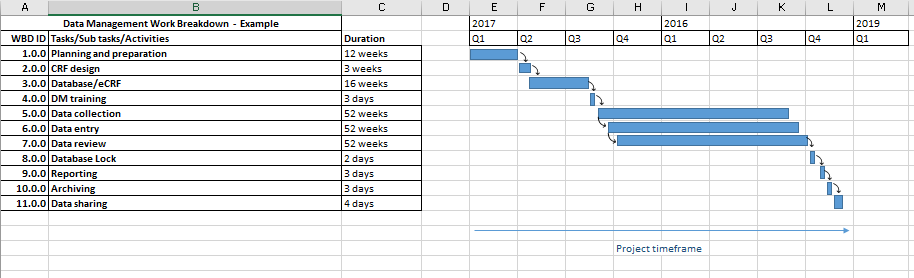 A B C D E F G H I J K L M
Data Management Work Breakdown - Example 2017 2016 2019
WBD ID Tasks/Sub tasks/Activities Duration Q1 Q2 Q3 Q4 Q1 Q2 Q3 Q4 Q1
1.0.0 Planning and preparation 12 weeks
2.0.0 CRF design 3 weeks
3.0.0 Database/eCRF 16 weeks
4.0.0 DM training 3 days
5.0.0 Data collection 52 weeks
6.0.0 Data entry 52 weeks
7.0.0 Data review 52 weeks
8.0.0 Database Lock 2 days
9.0.0 Reporting 3 days
10.0.0 Archiving 3 days
11.0.0 Data sharing 4 days
Project timeframe